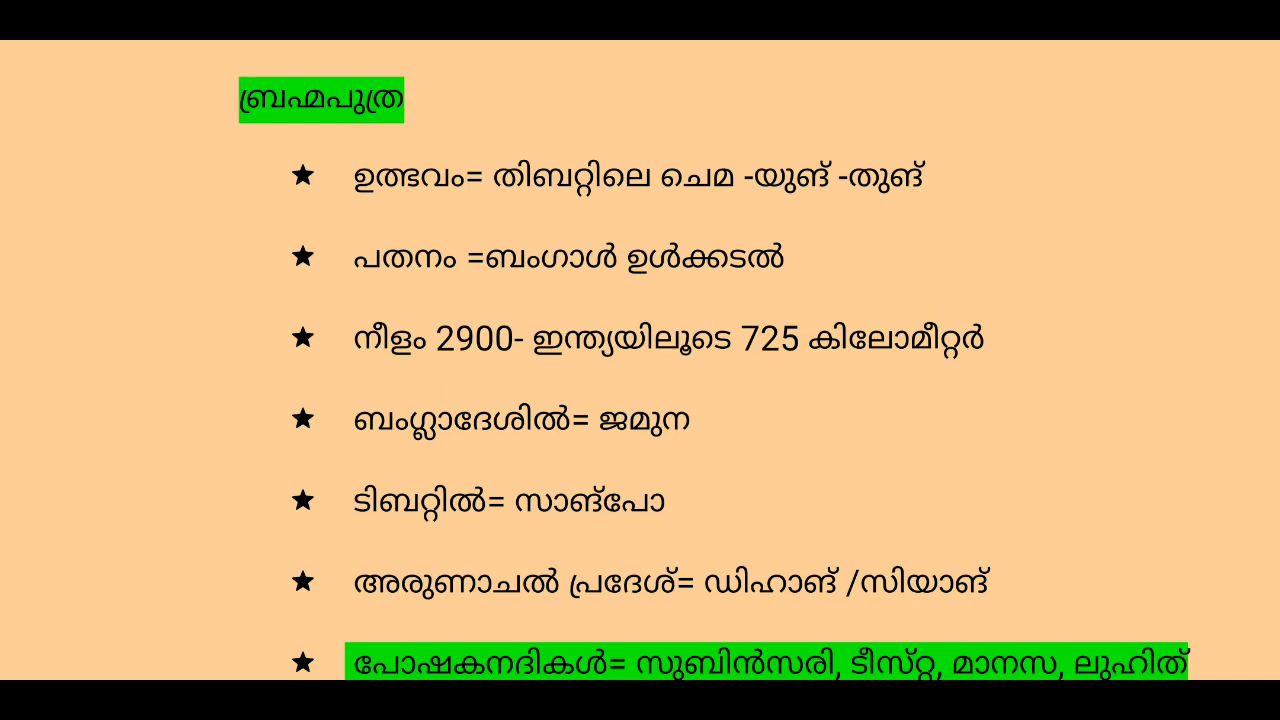 ബ്രഹ്മപുത്ര
★ ഉത്ഭവം= തിബറ്റിലെ ചെമ -യുങ് -തുങ്
★ പതനം =ബംഗാൾ ഉൾക്കടൽ
★ നീളം 2900- ഇന്ത്യയിലൂടെ 725 കിലോമീറ്റർ
★ ബംഗ്ലാദേശിൽ= ജമുന
★ ടിബറ്റിൽ= സാങ്പോ
★ അരുണാചൽ പ്രദേശ്= ഡിഹാങ് /സിയാങ്
★ പോഷകനദികൾ= സുബിൻസരി, ടീസ്റ്റ, മാനസ, ലുഹിത്